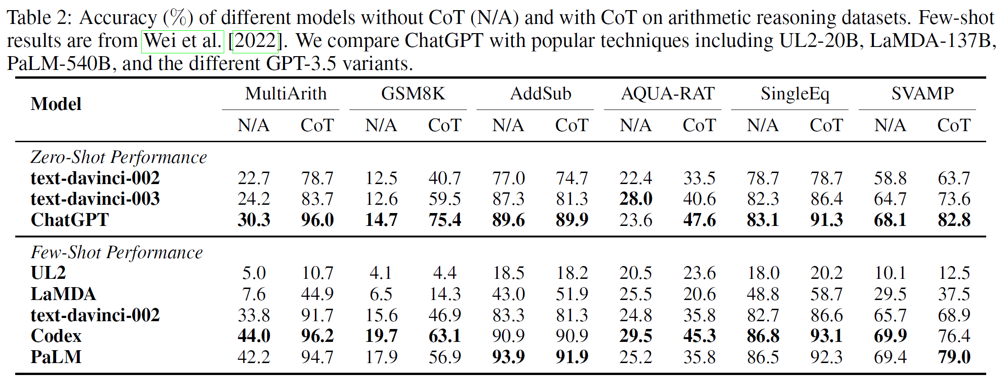 Table 2: Accuracy (%) of different models without CoT (N/A) and with CoT on arithmetic reasoning datasets. Few-shot
results are from Wei et al. [2022]. We compare ChatGPT with popular techniques including UL2-20B, LaMDA-137B,
PaLM-540B, and the different GPT-3.5 variants.
Model MultiArith GSM8K AddSub AQUA-RAT SingleEq SVAMP
N/A CoT N/A CoT N/A CoT N/A CoT N/A CoT N/A CoT
Zero-Shot Performance
text-davinci-002 22.7 78.7 12.5 40.7 77.0 74.7 22.4 33.5 78.7 78.7 58.8 63.7
text-davinci-003 24.2 83.7 12.6 59.5 87.3 81.3 28.0 40.6 82.3 86.4 64.7 73.6
ChatGPT 30.3 96.0 14.7 75.4 89.6 89.9 23.6 47.6 83.1 91.3 68.1 82.8
Few-Shot Performance
UL2 5.0 10.7 4.1 4.4 18.5 18.2 20.5 23.6 18.0 20.2 10.1 12.5
LaMDA 7.6 44.9 6.5 14.3 43.0 51.9 25.5 20.6 48.8 58.7 29.5 37.5
text-davinci-002 33.8 91.7 15.6 46.9 83.3 81.3 24.8 35.8 82.7 86.6 65.7 68.9
Codex 44.0 96.2 19.7 63.1 90.9 90.9 29.5 45.3 86.8 93.1 69.9 76.4
PaLM 42.2 94.7 17.9 56.9 93.9 91.9 25.2 35.8 86.5 92.3 69.4 79.0